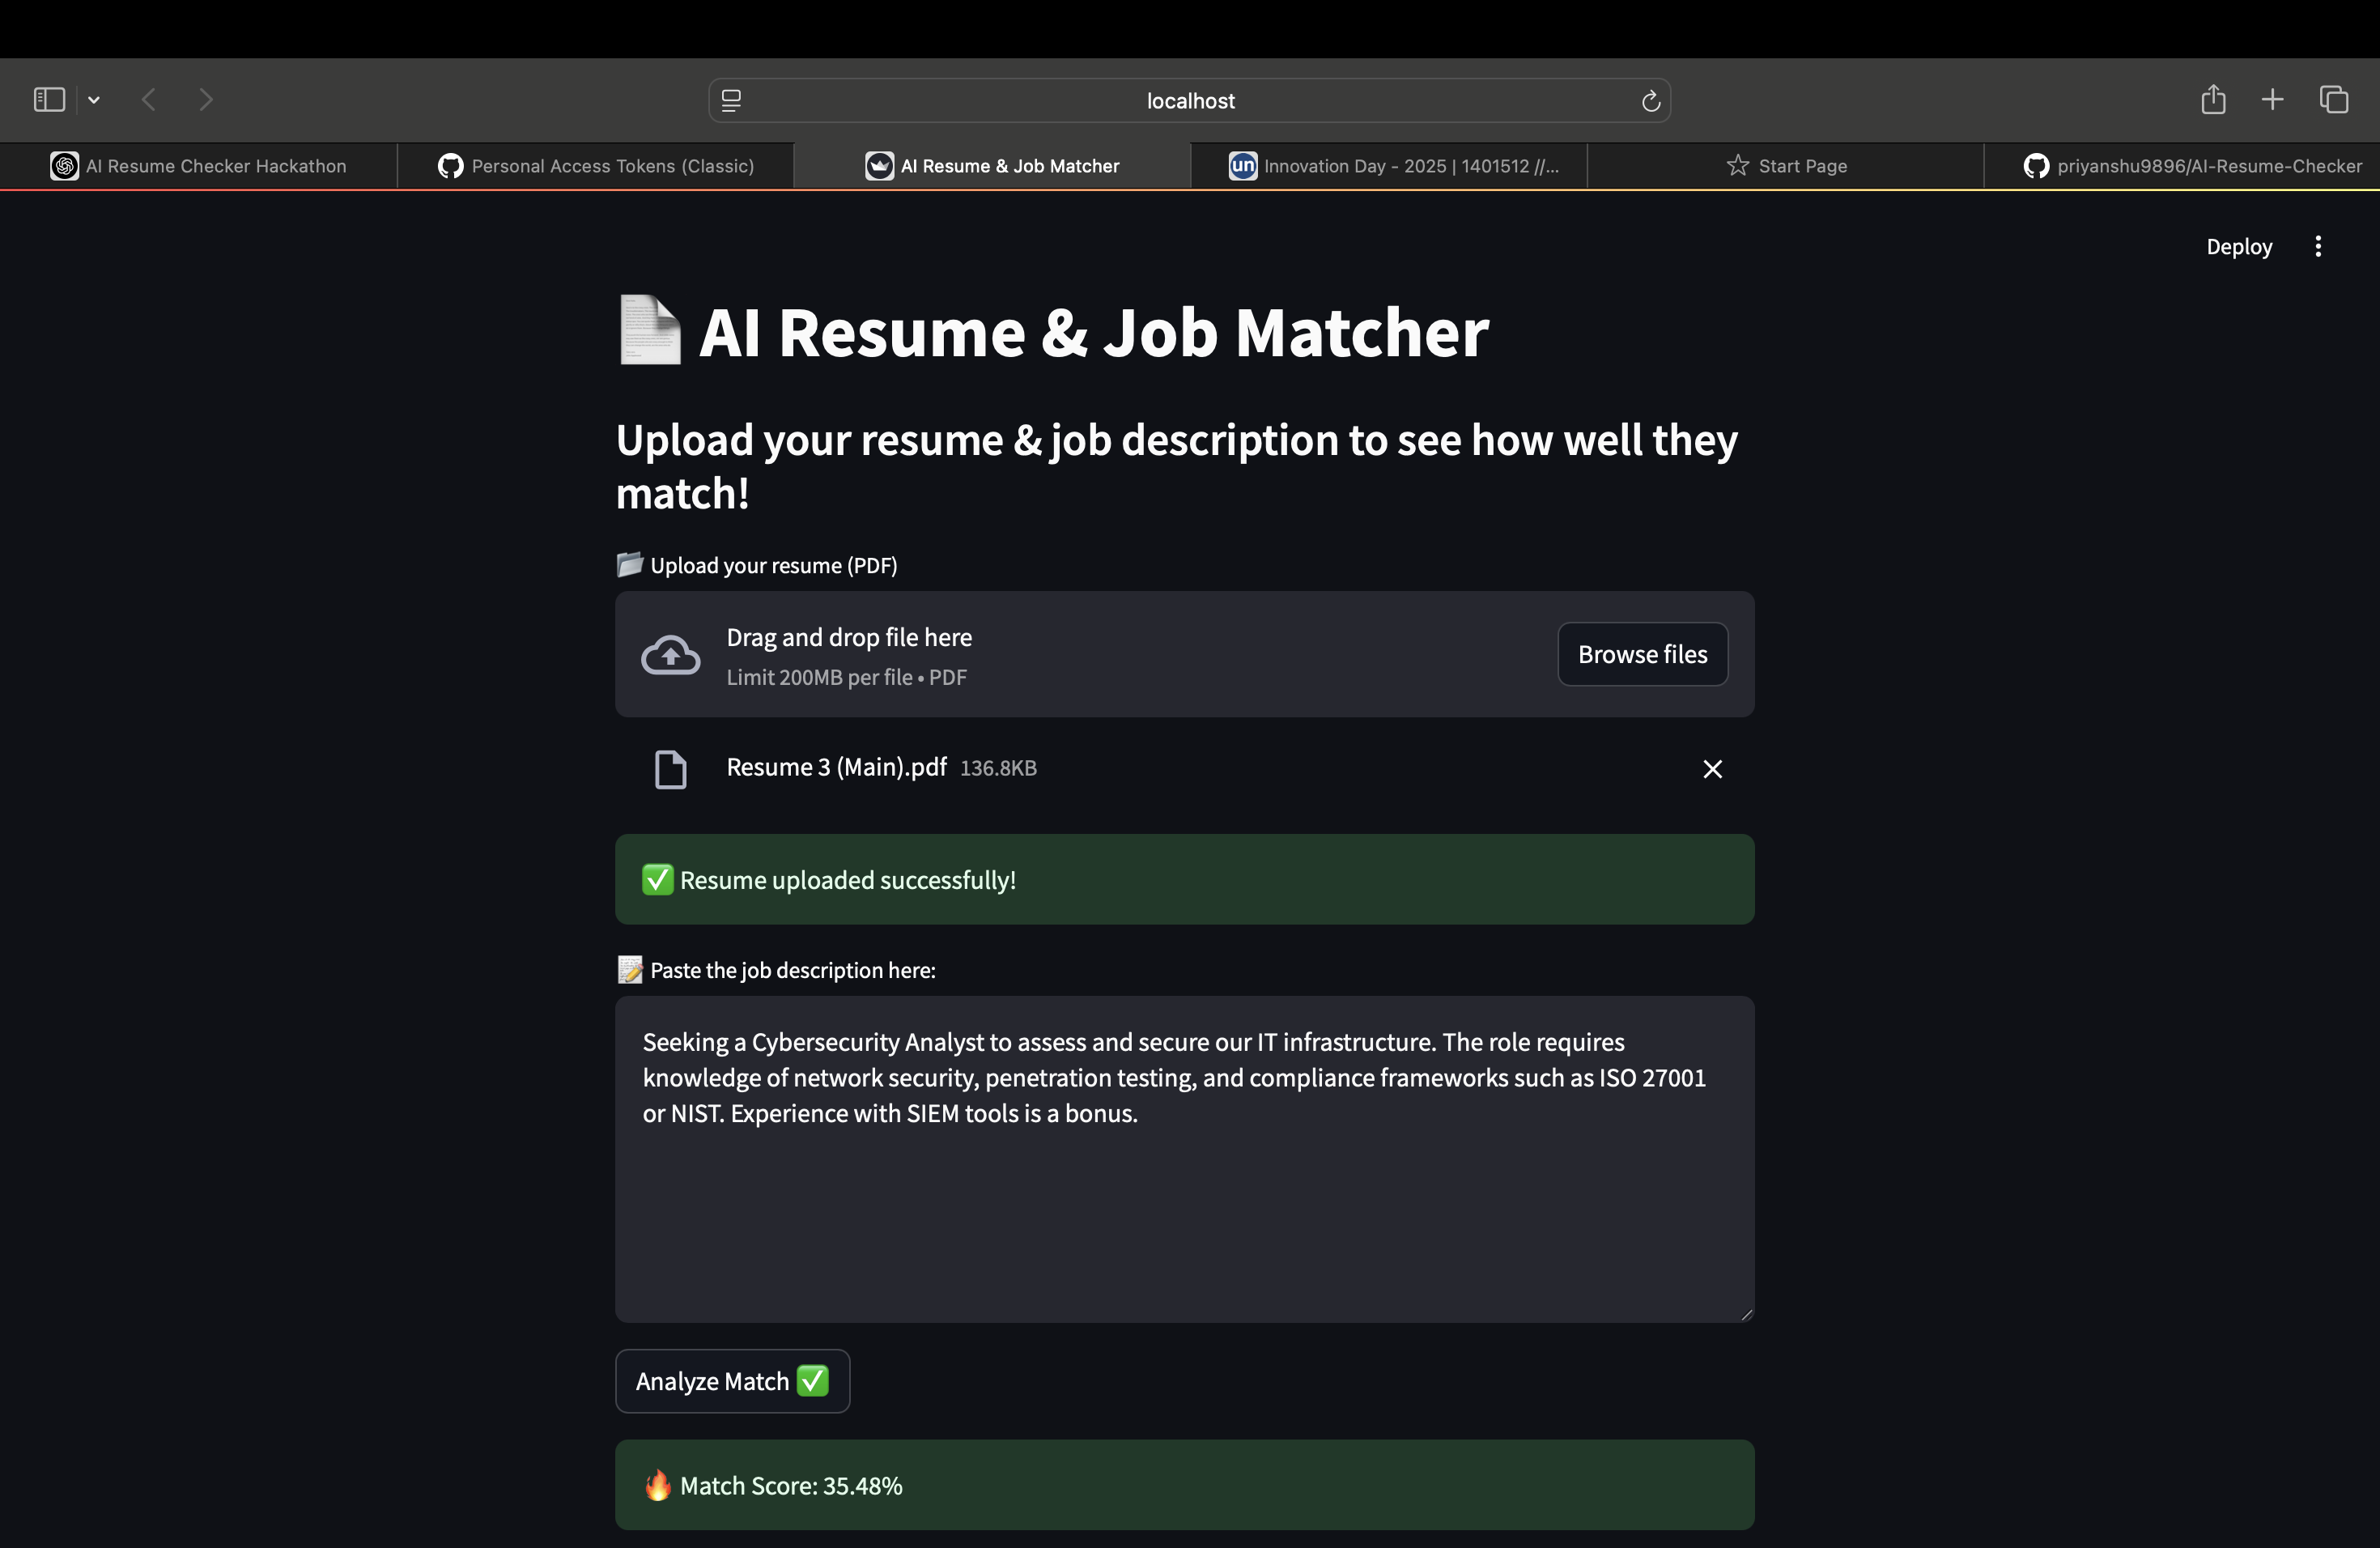 localhost
AI Resume Checker Hackathon
Personal Access Tokens (Classic)
AI Resume & Job Matcher
un
Innovation Day - 2025 | 1401512 //...
Start Page
priyanshu9896/AI-Resume-Checker
Deploy
AI Resume & Job Matcher
Upload your resume & job description to see how well they
match!
Upload your resume (PDF)
Drag and drop file here
Limit 200MB per file • PDF
Browse files
Resume 3 (Main).pdf 136.8KB
✅ Resume uploaded successfully!
📝 Paste the job description here:
Seeking a Cybersecurity Analyst to assess and secure our IT infrastructure. The role requires
knowledge of network security, penetration testing, and compliance frameworks such as ISO 27001
or NIST. Experience with SIEM tools is a bonus.
Analyze Match ✅
🔥 Match Score: 35.48%